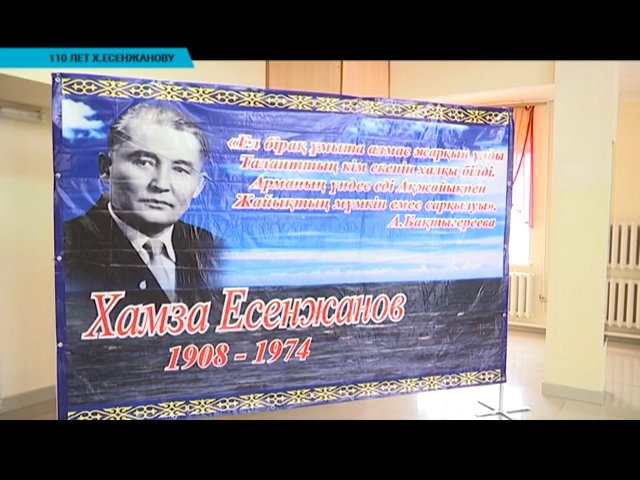 110 ЛЕТ Х.ЕСЕНЖАНОВУ
«Ел бірақ ұмыта алмас жарқын ұлды
Таланттың кім екенін халқы білді.
Арманың үндес еді Ақжайықпен
Жайықтың мүмкін емес сарқылуы».
А.Бақтыгереева
Хамза Есенжанов
1908 - 1974